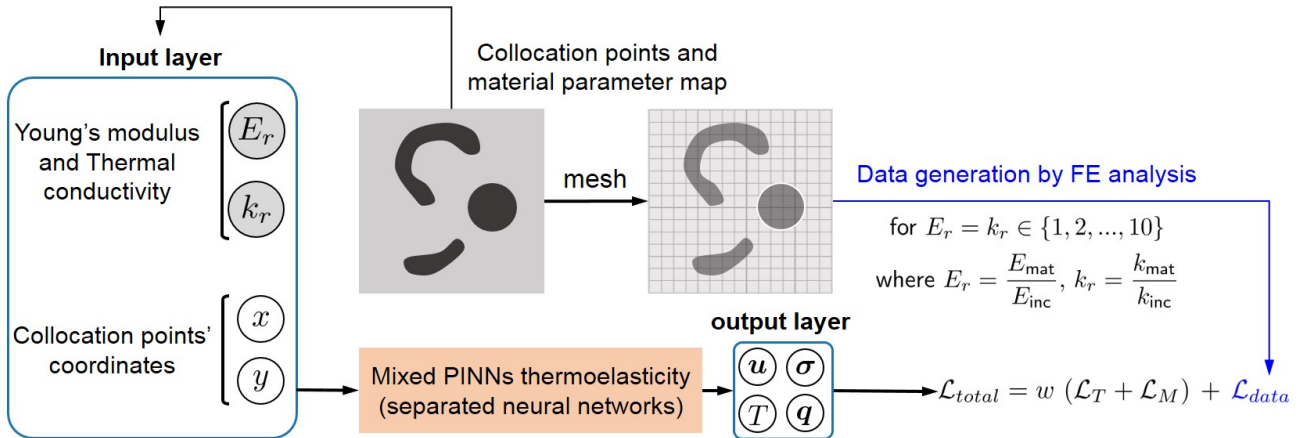 Input layer
Young's modulus
and Thermal
conductivity
E_r
k_r
Collocation points'
coordinates
x
y
Collocation points and
material parameter map
mesh
Data generation by FE analysis
for E_r = k_r ∈ {1, 2, ..., 10}
where E_r = E_mat / E_inc, k_r = k_mat / k_inc
Mixed PINNs thermoelasticity
(separated neural networks)
output layer
u σ
T q
L_total = w (L_T + L_M) + L_data